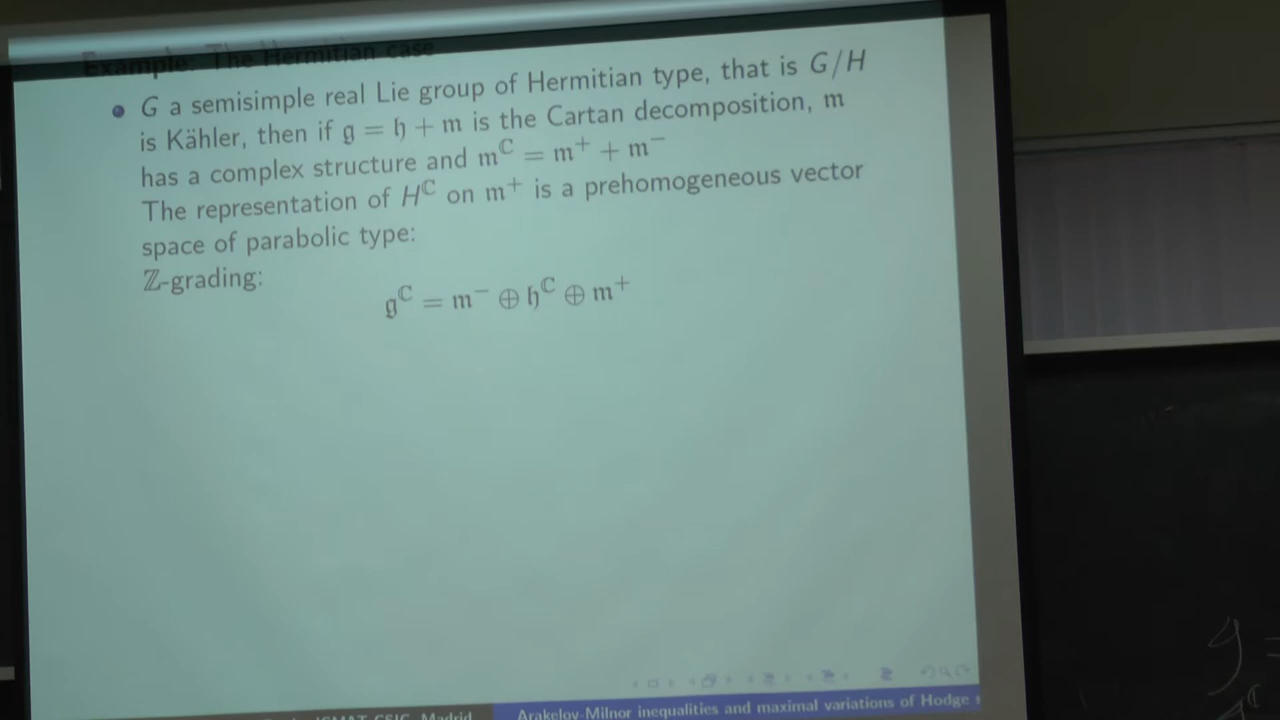 Example: The Hermitian case
• G a semisimple real Lie group of Hermitian type, that is G/H
is Kähler, then if 𝔤 = 𝔥 + 𝔪 is the Cartan decomposition, 𝔪
has a complex structure and 𝔪^ℂ = 𝔪⁺ + 𝔪⁻
The representation of H^ℂ on 𝔪⁺ is a prehomogeneous vector
space of parabolic type:
ℤ-grading:
𝔤^ℂ = 𝔪⁻ ⊕ 𝔥^ℂ ⊕ 𝔪⁺
ICMAT-CSIC, Madrid
Arakelov-Milnor inequalities and maximal variations of Hodge